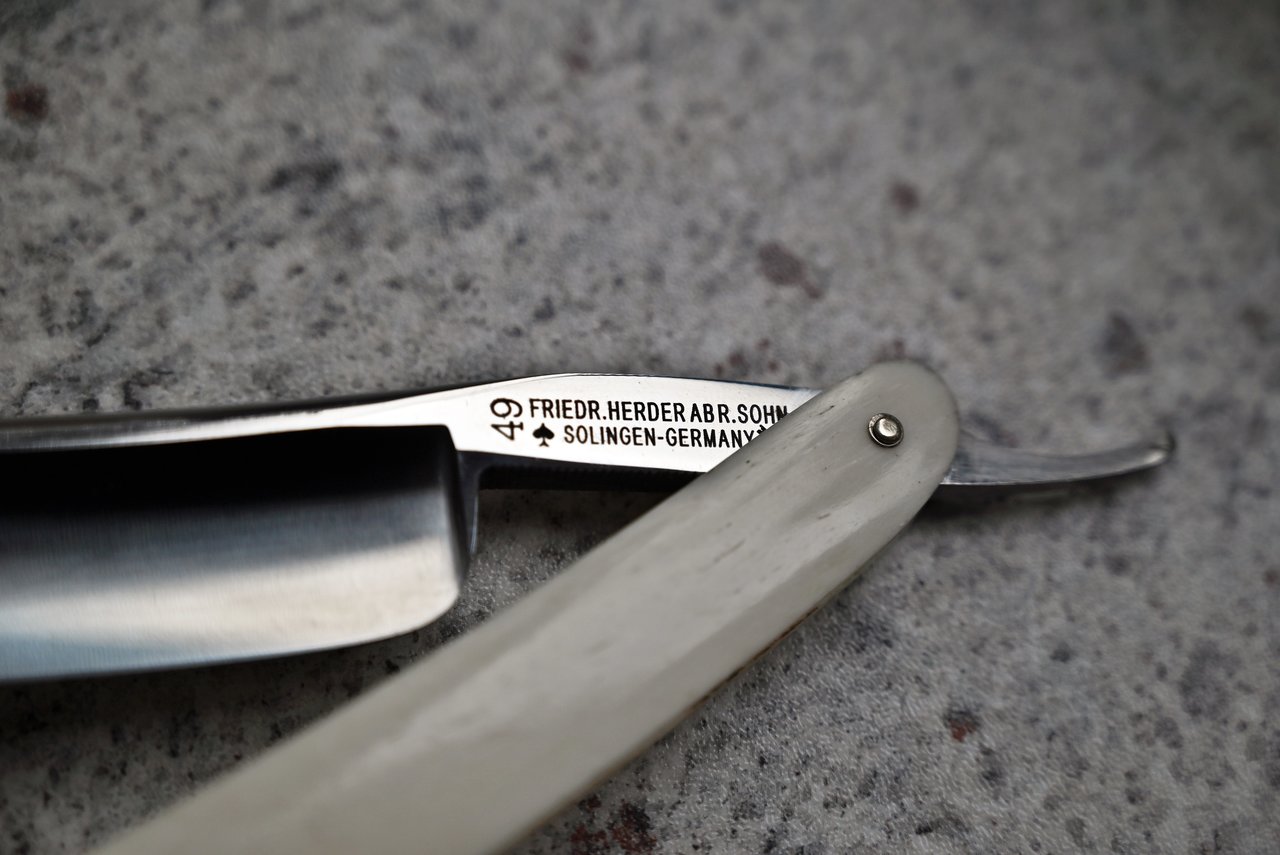 49
FRIEDR.HERDER ABR.SOHN
♠ SOLINGEN-GERMANY